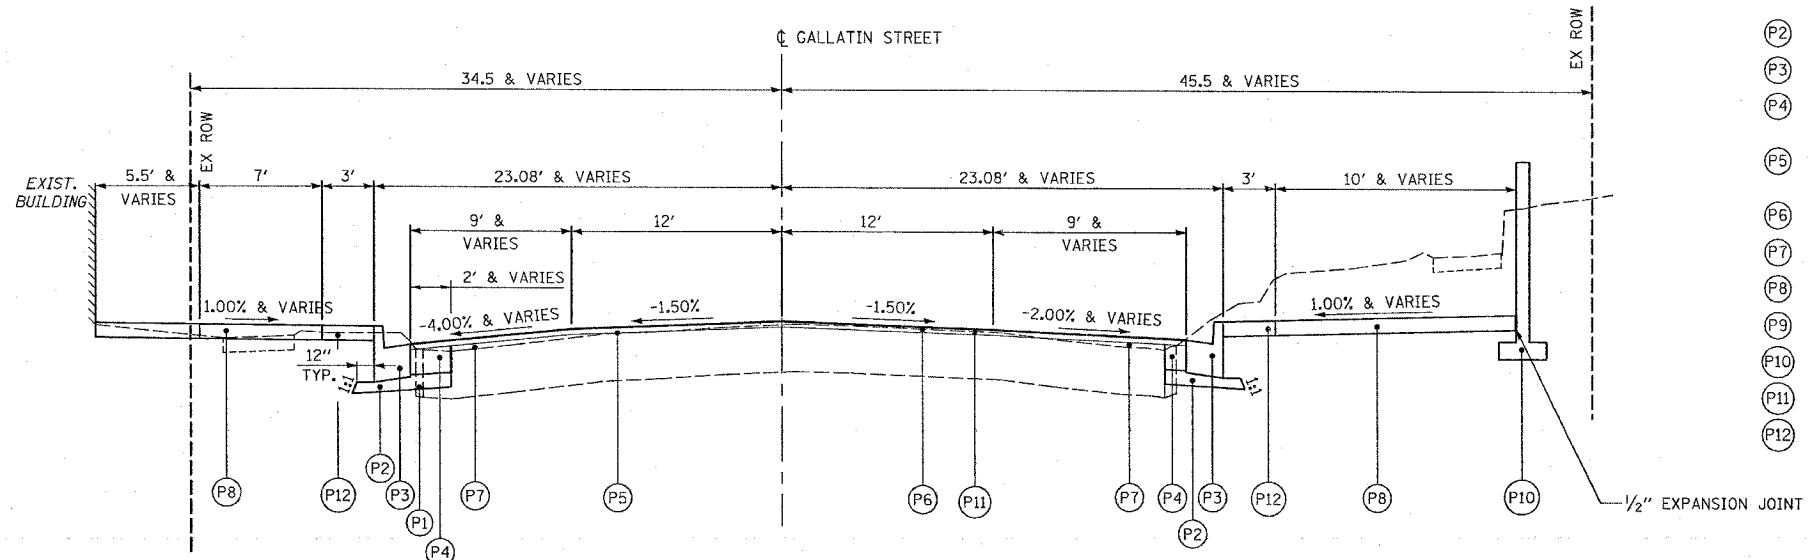 ℄ GALLATIN STREET
EX ROW
34.5 & VARIES
45.5 & VARIES
EX ROW
EXIST.
BUILDING
5.5' &
VARIES
7'
3'
23.08' & VARIES
23.08' & VARIES
3'
10' & VARIES
9' &
VARIES
12'
12'
9' &
VARIES
2' & VARIES
1.00% & VARIES
-4.00% & VARIES
-1.50%
-1.50%
-2.00% & VARIES
1.00% & VARIES
12"
TYP.
1:1
1:1
P8
P12
P2
P3
P1
P4
P7
P5
P6
P11
P7
P4
P2
P3
P12
P8
P10
1/2" EXPANSION JOINT
P2
P3
P4
P5
P6
P7
P8
P9
P10
P11
P12